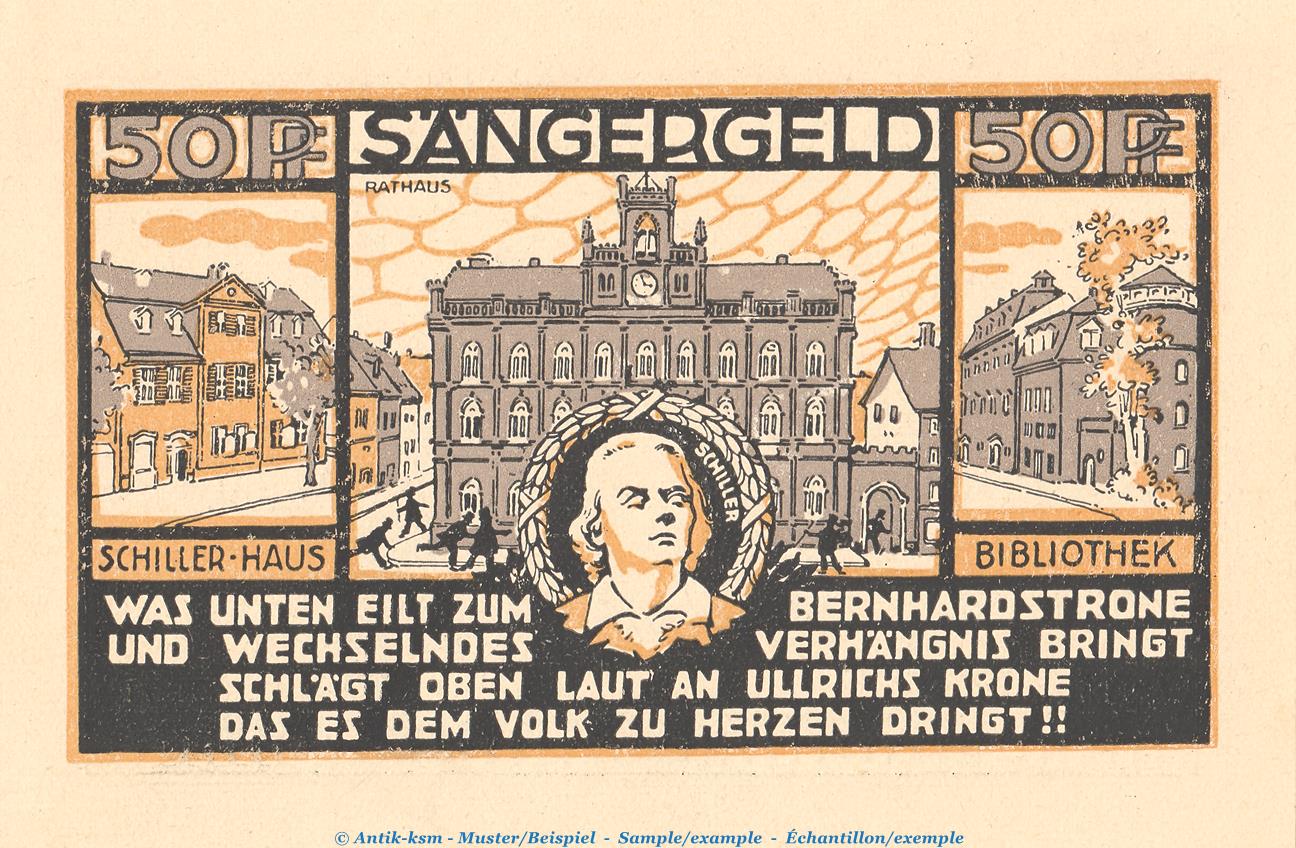 50 Pf SÄNGERGELD 50 Pf
RATHAUS
SCHILLER
SCHILLER-HAUS
BIBLIOTHEK
WAS UNTEN EILT ZUM BERNHARDSTRONE
UND WECHSELNDES VERHÄNGNIS BRINGT
SCHLÄGT OBEN LAUT AN ULLRICHS KRONE
DAS ES DEM VOLK ZU HERZEN DRINGT!!
© Antik-ksm - Muster/Beispiel - Sample/example - Échantillon/exemple